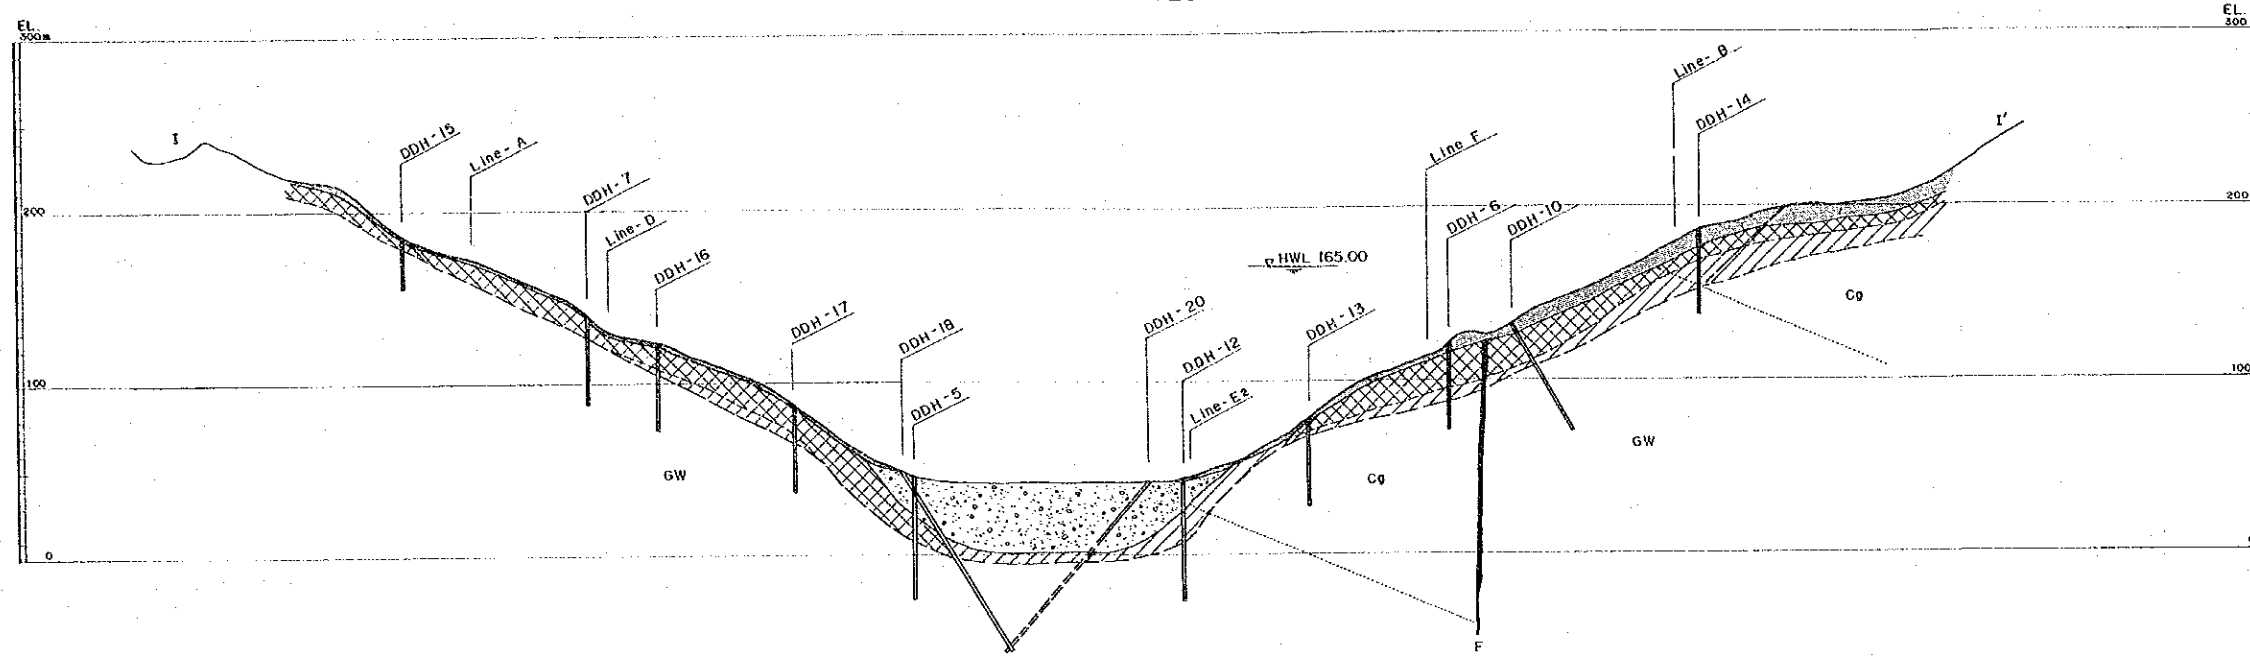 EL.
300m
EL.
300
I
DDH-15
Line-A
DDH-7
Line-D
DDH-16
DDH-17
DDH-18
DDH-5
HWL 165.00
DDH-20
DDH-12
Line-E2
DDH-13
Line F
DDH-6
DDH-10
Line-B
DDH-14
I'
200
200
100
100
0
GW
Cg
GW
Cg
F